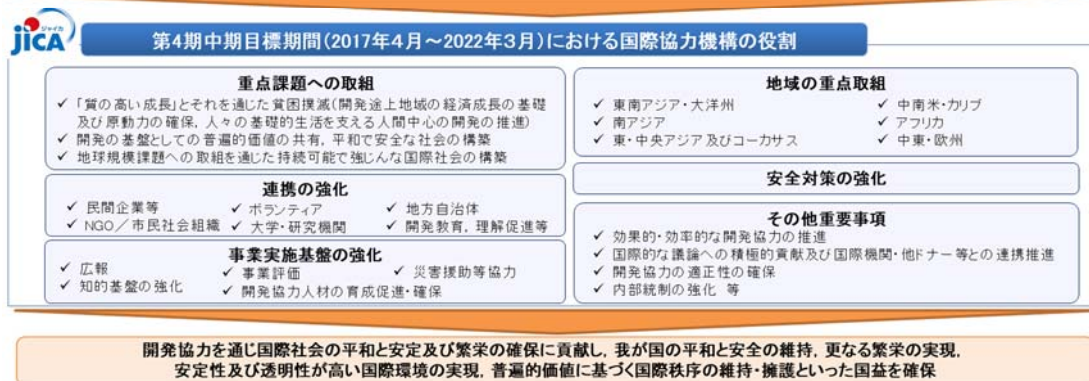 ジャイカ
JICA
第4期中期目標期間(2017年4月～2022年3月)における国際協力機構の役割
重点課題への取組
✓ 「質の高い成長」とそれを通じた貧困撲滅(開発途上地域の経済成長の基礎
及び原動力の確保, 人々の基礎的生活を支える人間中心の開発の推進)
✓ 開発の基盤としての普遍的価値の共有, 平和で安全な社会の構築
✓ 地球規模課題への取組を通じた持続可能で強じんな国際社会の構築
連携の強化
✓ 民間企業等 ✓ ボランティア ✓ 地方自治体
✓ NGO／市民社会組織 ✓ 大学・研究機関 ✓ 開発教育, 理解促進等
事業実施基盤の強化
✓ 広報 ✓ 事業評価 ✓ 災害援助等協力
✓ 知的基盤の強化 ✓ 開発協力人材の育成促進・確保
地域の重点取組
✓ 東南アジア・大洋州 ✓ 中南米・カリブ
✓ 南アジア ✓ アフリカ
✓ 東・中央アジア及びコーカサス ✓ 中東・欧州
安全対策の強化
その他重要事項
✓ 効果的・効率的な開発協力の推進
✓ 国際的な議論への積極的貢献及び国際機関・他ドナー等との連携推進
✓ 開発協力の適正性の確保
✓ 内部統制の強化 等
開発協力を通じ国際社会の平和と安定及び繁栄の確保に貢献し, 我が国の平和と安全の維持, 更なる繁栄の実現,
安定性及び透明性が高い国際環境の実現, 普遍的価値に基づく国際秩序の維持・擁護といった国益を確保